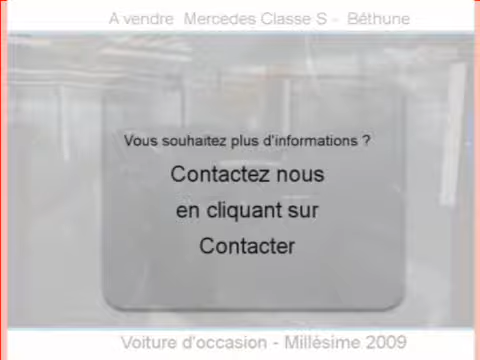 A vendre Mercedes Classe S - Béthune
Vous souhaitez plus d'informations ?
Contactez nous
en cliquant sur
Contacter
Voiture d'occasion - Millésime 2009